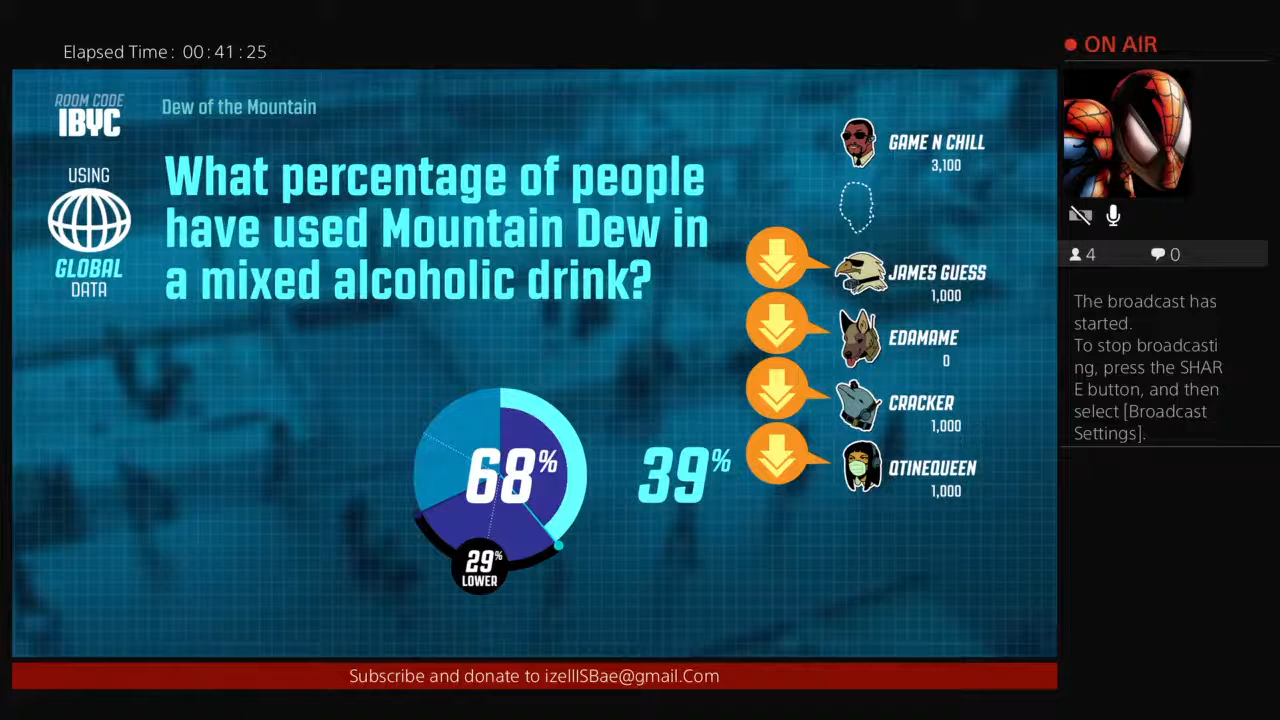 Elapsed Time: 00:41:25
ON AIR
ROOM CODE
IBYC
Dew of the Mountain
USING
GLOBAL
DATA
What percentage of people
have used Mountain Dew in
a mixed alcoholic drink?
GAME N CHILL
3,100
JAMES GUESS
1,000
EDAMAME
0
CRACKER
1,000
QTINEQUEEN
1,000
68%
39%
29%
LOWER
4
0
The broadcast has
started.
To stop broadcasti
ng, press the SHAR
E button, and then
select [Broadcast
Settings].
Subscribe and donate to izellISBae@gmail.Com